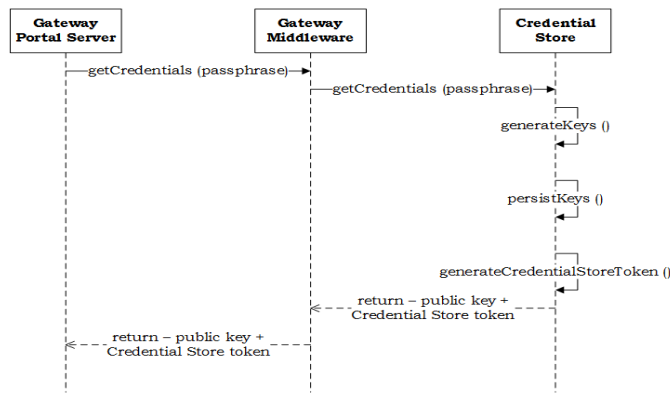 Gateway
Portal Server
Gateway
Middleware
Credential
Store
getCredentials (passphrase)
getCredentials (passphrase)
generateKeys ()
persistKeys ()
generateCredentialStoreToken ()
return – public key +
Credential Store token
return – public key +
Credential Store token